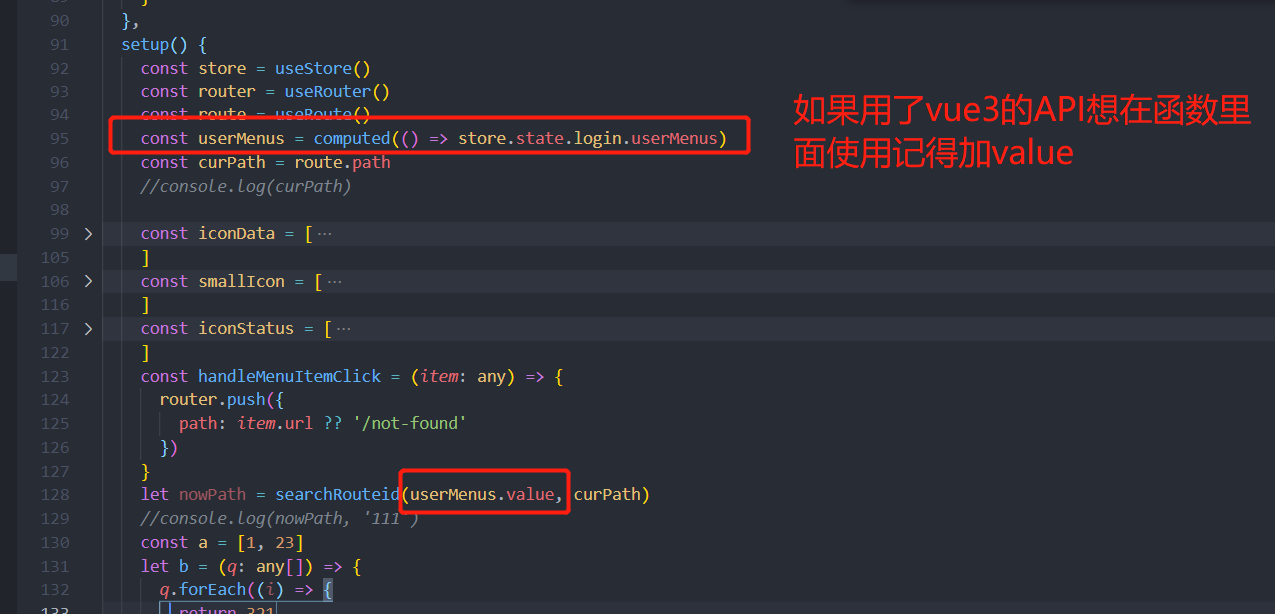 90 },
91 setup() {
92 const store = useStore()
93 const router = useRouter()
94 const route = useRoute()
95 const userMenus = computed(() => store.state.login.userMenus)
96 const curPath = route.path
97 //console.log(curPath)
98
99 const iconData = [ ···
105 ]
106 const smallIcon = [ ···
116 ]
117 const iconStatus = [ ···
122 ]
123 const handleMenuItemClick = (item: any) => {
124 router.push({
125 path: item.url ?? '/not-found'
126 })
127 }
128 let nowPath = searchRouteid(userMenus.value, curPath)
129 //console.log(nowPath, '111')
130 const a = [1, 23]
131 let b = (q: any[]) => {
132 q.forEach((i) => {
133 return 321
如果用了vue3的API想在函数里
面使用记得加value